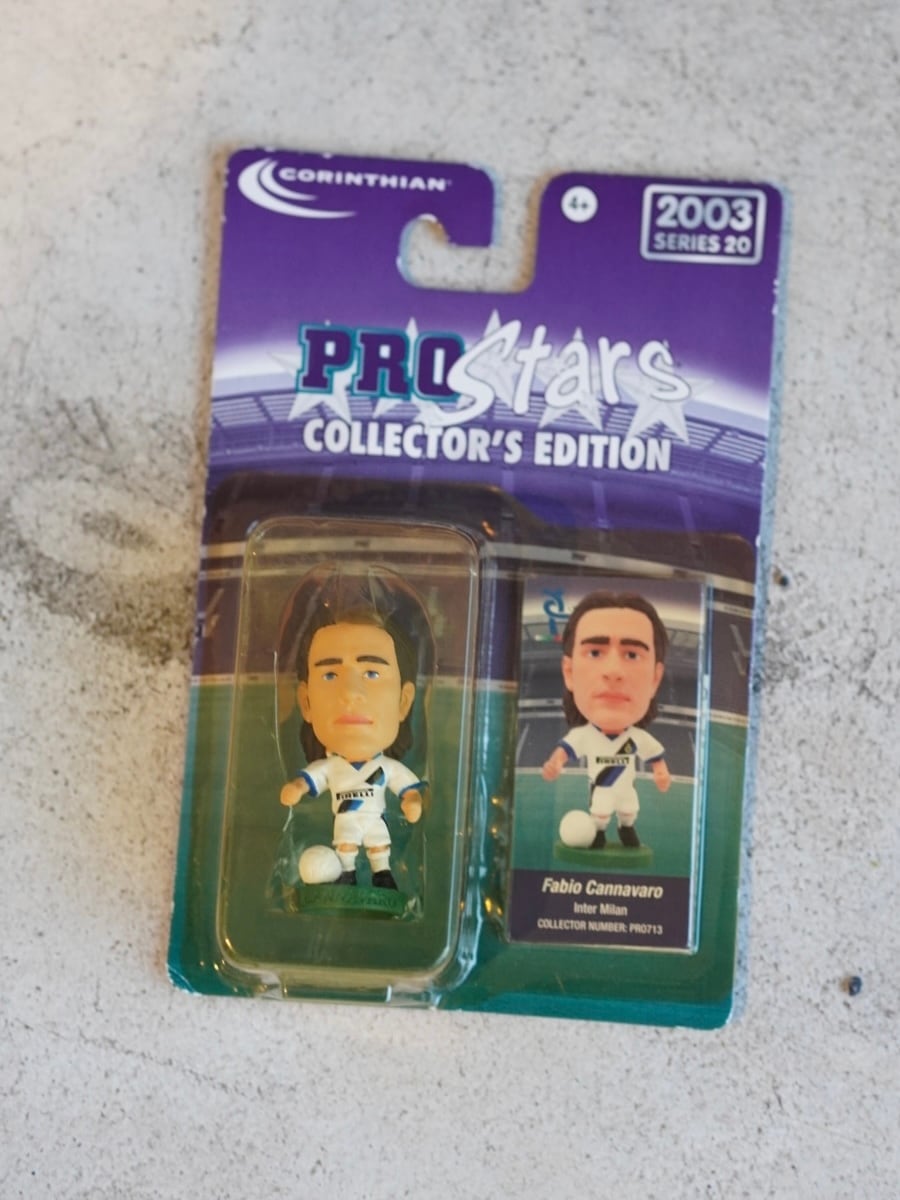 CORINTHIAN
4+
2003
SERIES 20
PROStars
COLLECTOR'S EDITION
PIRELLI
PIRELLI
Fabio Cannavaro
Inter Milan
COLLECTOR NUMBER: PRO713